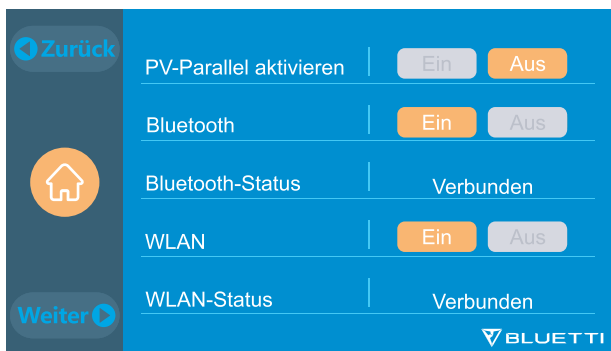 Zurück
PV-Parallel aktivieren Ein Aus
Bluetooth Ein Aus
Bluetooth-Status Verbunden
WLAN Ein Aus
WLAN-Status Verbunden
Weiter
BLUETTI